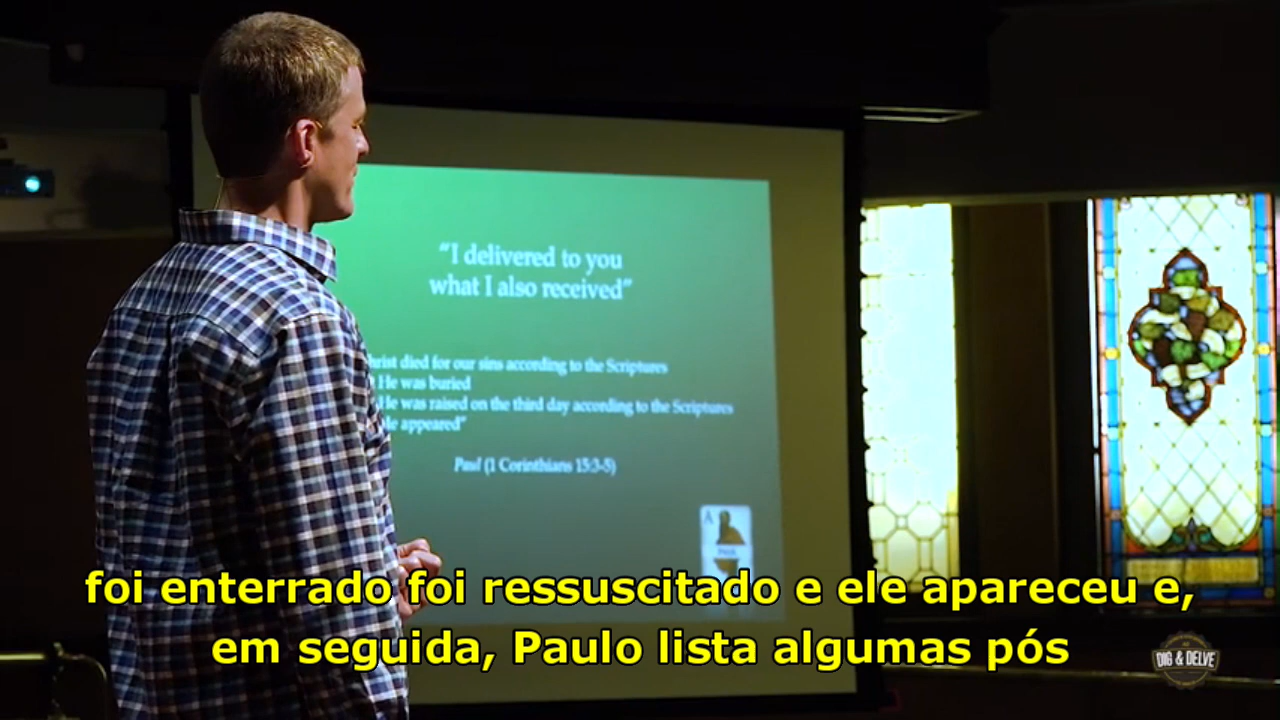 “I delivered to you
what I also received”
hrist died for our sins according to the Scriptures
He was buried
He was raised on the third day according to the Scriptures
He appeared”
Paul (1 Corinthians 15:3-5)
A
foi enterrado foi ressuscitado e ele apareceu e,
em seguida, Paulo lista algumas pós
DIG & DELVE